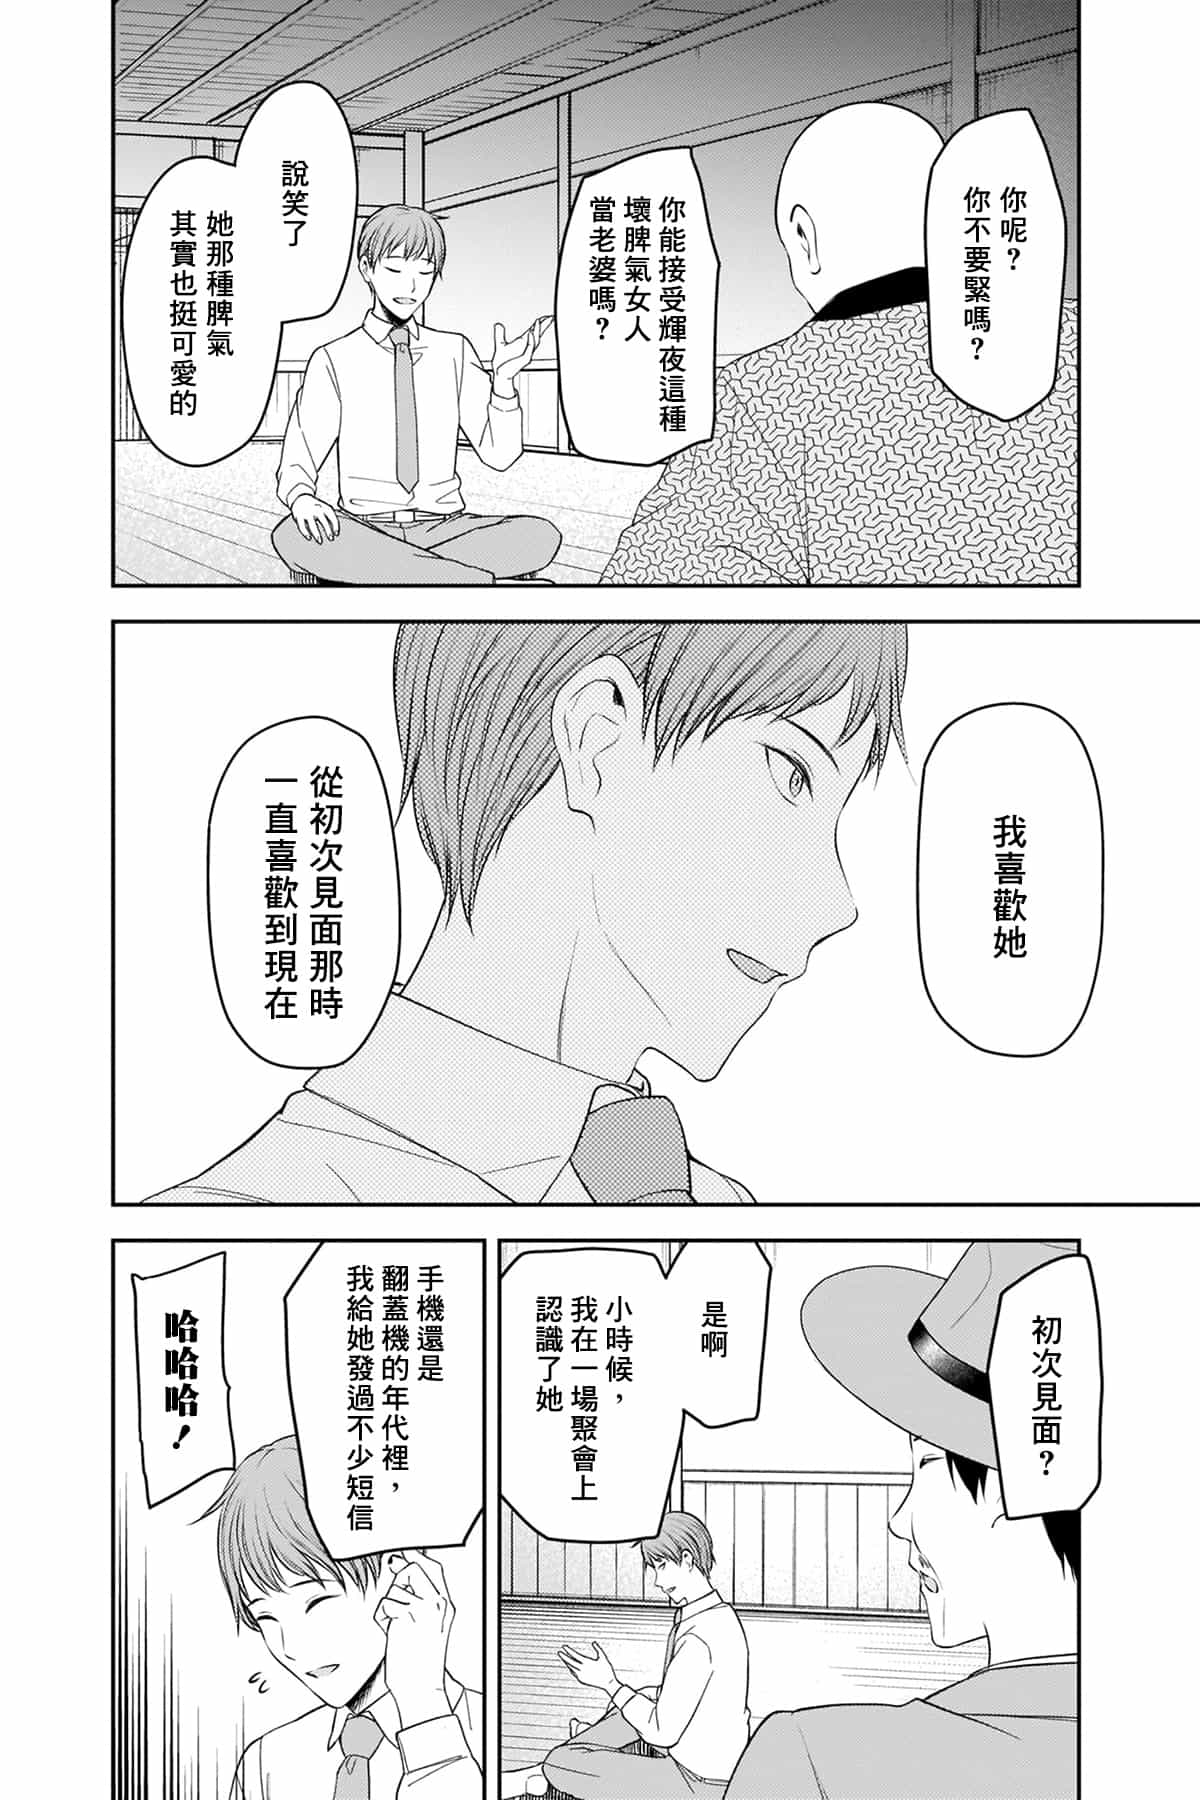 你呢？
你不要緊嗎？
你能接受輝夜這種
壞脾氣女人
當老婆嗎？
說笑了
她那種脾氣
其實也挺可愛的
我喜歡她
從初次見面那時
一直喜歡到現在
初次見面？
是啊
小時候，
我在一場聚會上
認識了她
手機還是
翻蓋機的年代裡，
我給她發過不少短信
哈哈哈！